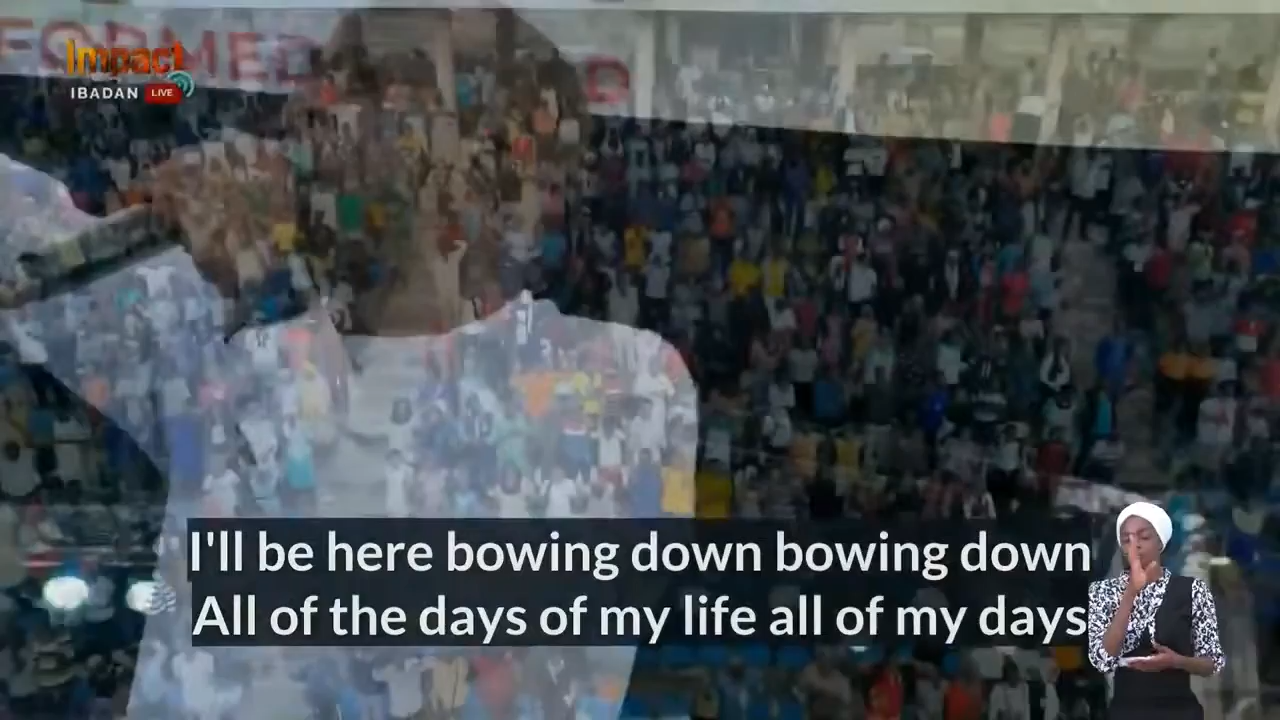 FORMED
D
Impact
IBADAN LIVE
I'll be here bowing down bowing down
All of the days of my life all of my days